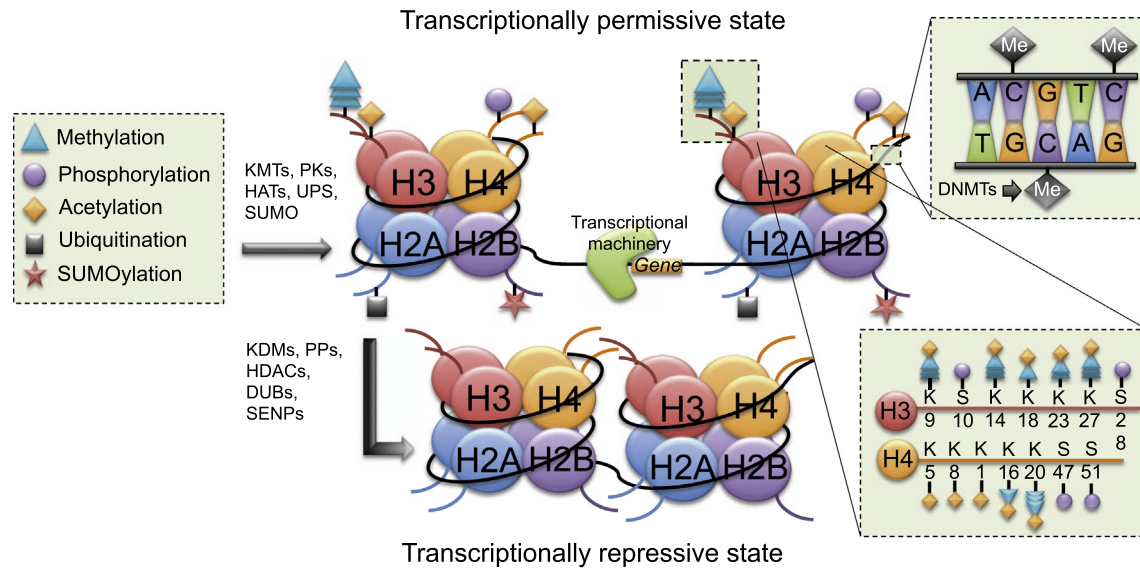 Transcriptionally permissive state
Methylation
Phosphorylation
Acetylation
Ubiquitination
SUMOylation
KMTs, PKs,
HATs, UPS,
SUMO
H3 H4
H2A H2B
Transcriptional
machinery
Gene
H3 H4
H2A H2B
Me Me
A C G T C
T G C A G
DNMTs Me
KDMs, PPs,
HDACs,
DUBs,
SENPs
H3 H4
H2A H2B
H3 H4
H2A H2B
K S K K K K S
H3
9 10 14 18 23 27 2
8
K K K K K S S
H4
5 8 1 16 20 47 51
Transcriptionally repressive state